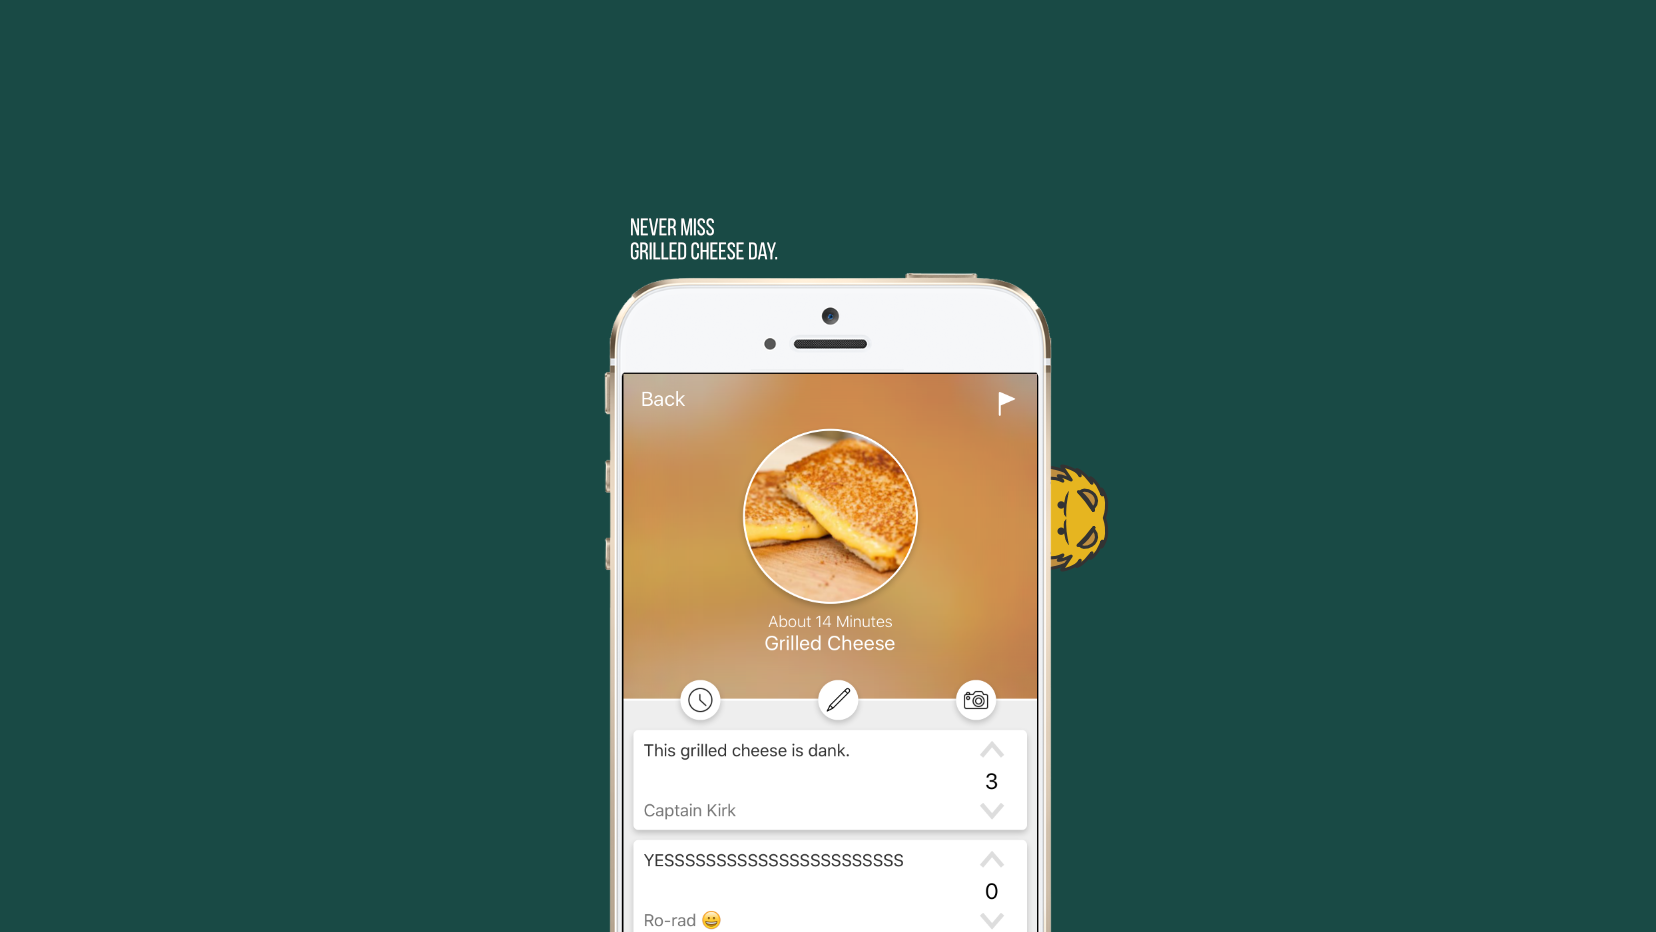 NEVER MISS
GRILLED CHEESE DAY.
Back
About 14 Minutes
Grilled Cheese
This grilled cheese is dank.
3
Captain Kirk
YESSSSSSSSSSSSSSSSSSSSSSS
0
Ro-rad 😀